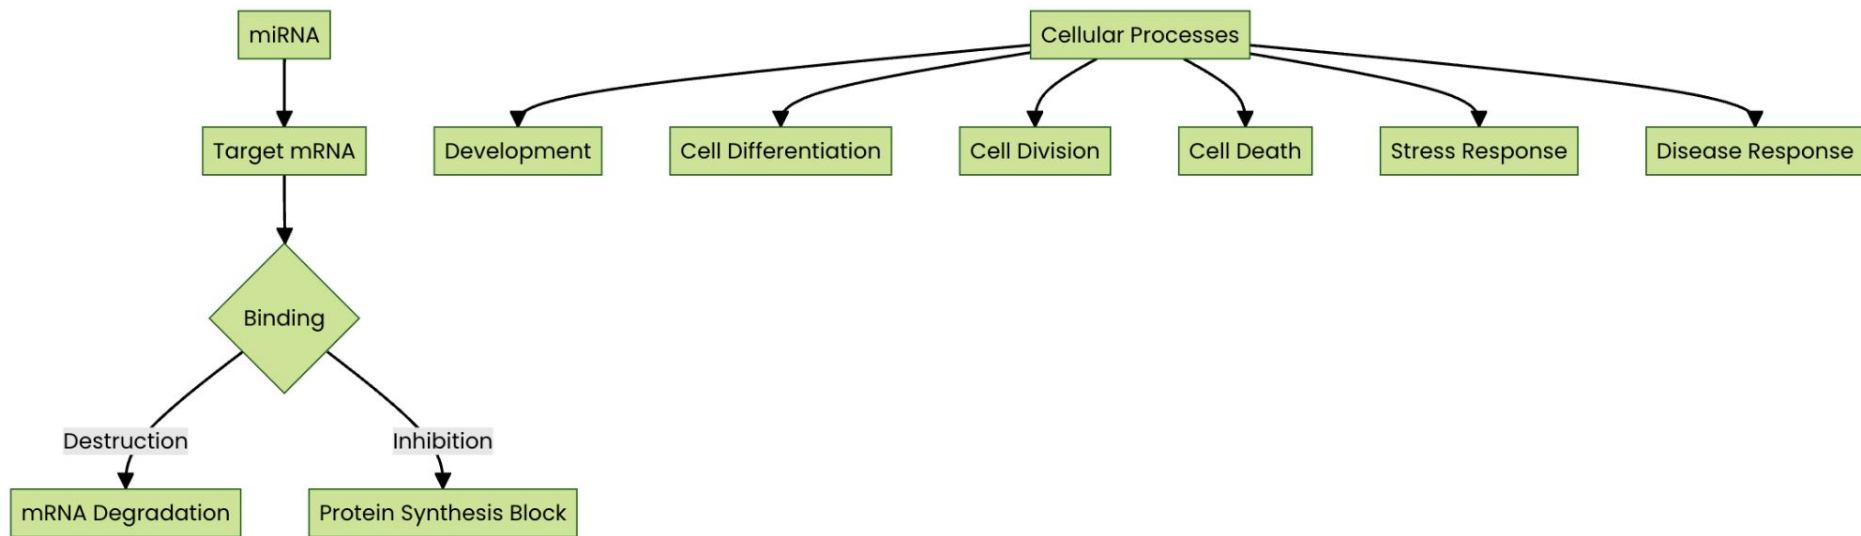 miRNA
Cellular Processes
Target mRNA
Development
Cell Differentiation
Cell Division
Cell Death
Stress Response
Disease Response
Binding
Destruction
Inhibition
mRNA Degradation
Protein Synthesis Block